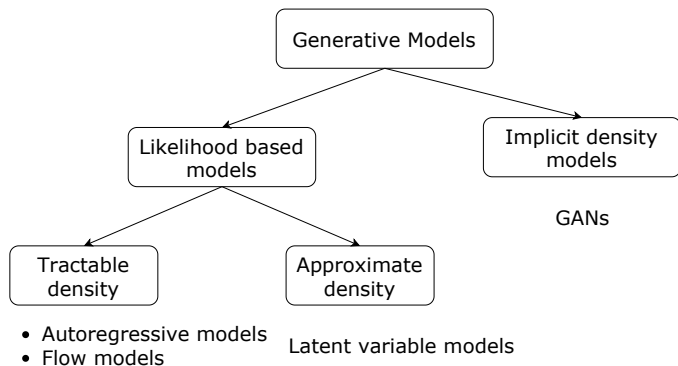 Generative Models
Likelihood based
models
Implicit density
models
GANs
Tractable
density
Approximate
density
• Autoregressive models
• Flow models
Latent variable models